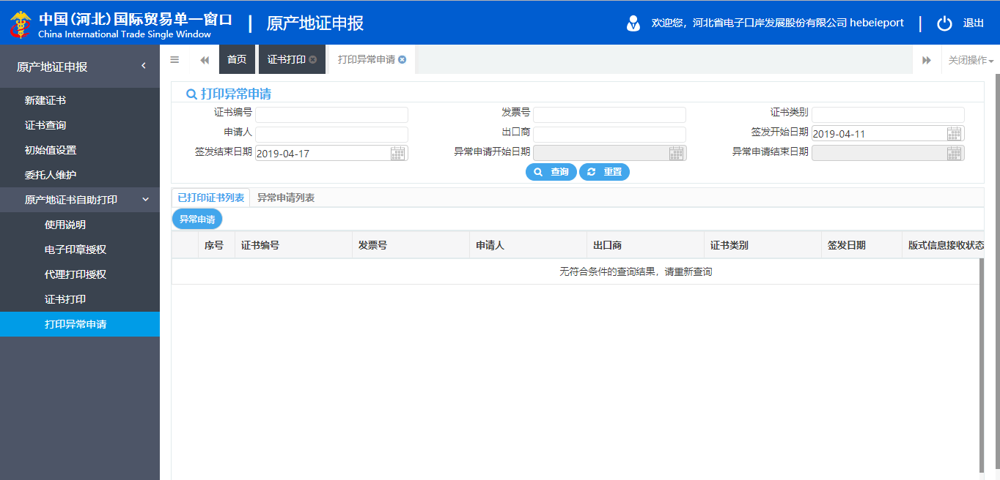 中国(河北)国际贸易单一窗口
China International Trade Single Window
原产地证申报
欢迎您，河北省电子口岸发展股份有限公司 hebeieport
退出
原产地证申报
新建证书
证书查询
初始值设置
委托人维护
原产地证书自助打印
使用说明
电子印章授权
代理打印授权
证书打印
打印异常申请
首页
证书打印
打印异常申请
关闭操作
打印异常申请
证书编号
发票号
证书类别
申请人
出口商
签发开始日期 2019-04-11
签发结束日期 2019-04-17
异常申请开始日期
异常申请结束日期
查询
重置
已打印证书列表
异常申请列表
异常申请
序号 证书编号 发票号 申请人 出口商 证书类别 签发日期 版式信息接收状态
无符合条件的查询结果，请重新查询